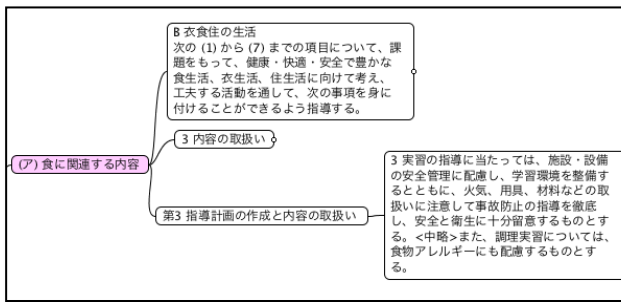 B 衣食住の生活
次の (1) から (7) までの項目について、課
題をもって、健康・快適・安全で豊かな
食生活、衣生活、住生活に向けて考え、
工夫する活動を通して、次の事項を身に
付けることができるよう指導する。
3 内容の取扱い
(ア) 食に関連する内容
3 実習の指導に当たっては、施設・設備
の安全管理に配慮し、学習環境を整備す
るとともに、火気、用具、材料などの取
扱いに注意して事故防止の指導を徹底
し、安全と衛生に十分留意するものとす
る。<中略>また、調理実習については、
食物アレルギーにも配慮するものとす
る。
第3 指導計画の作成と内容の取扱い